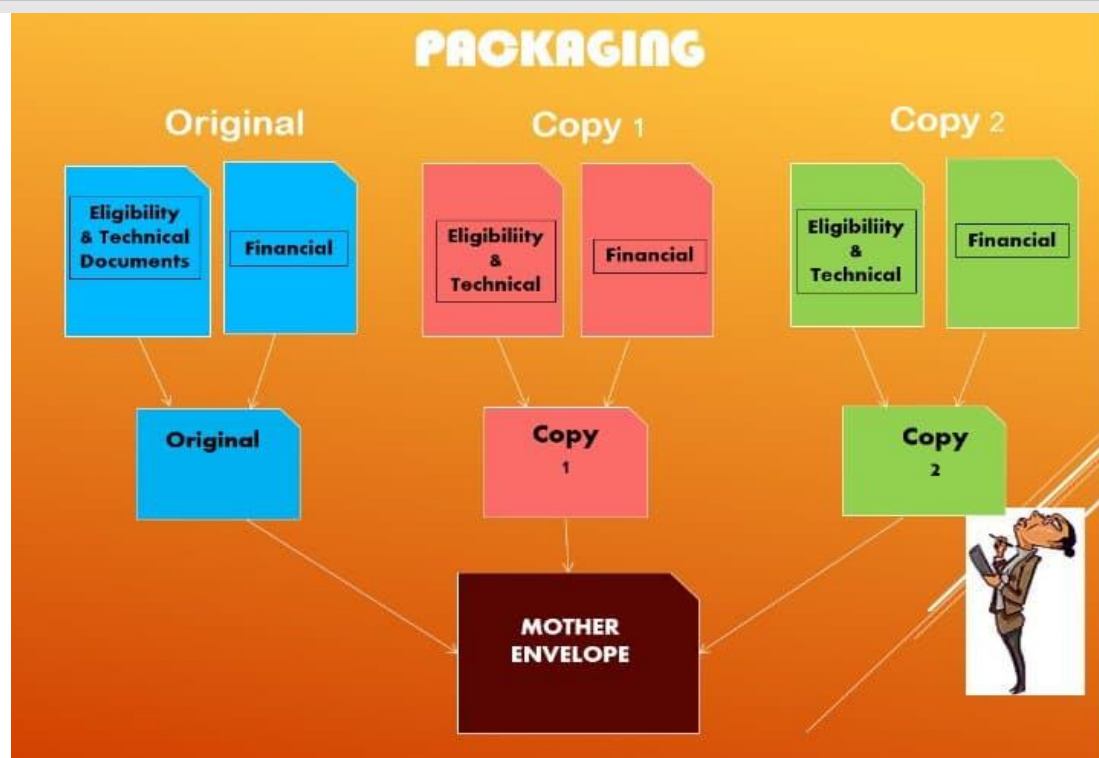 PACKAGING
Original
Copy 1
Copy 2
Eligibility
& Technical
Documents
Financial
Eligibiliity
&
Technical
Financial
Eligibiliity
&
Technical
Financial
Original
Copy
1
Copy
2
MOTHER
ENVELOPE